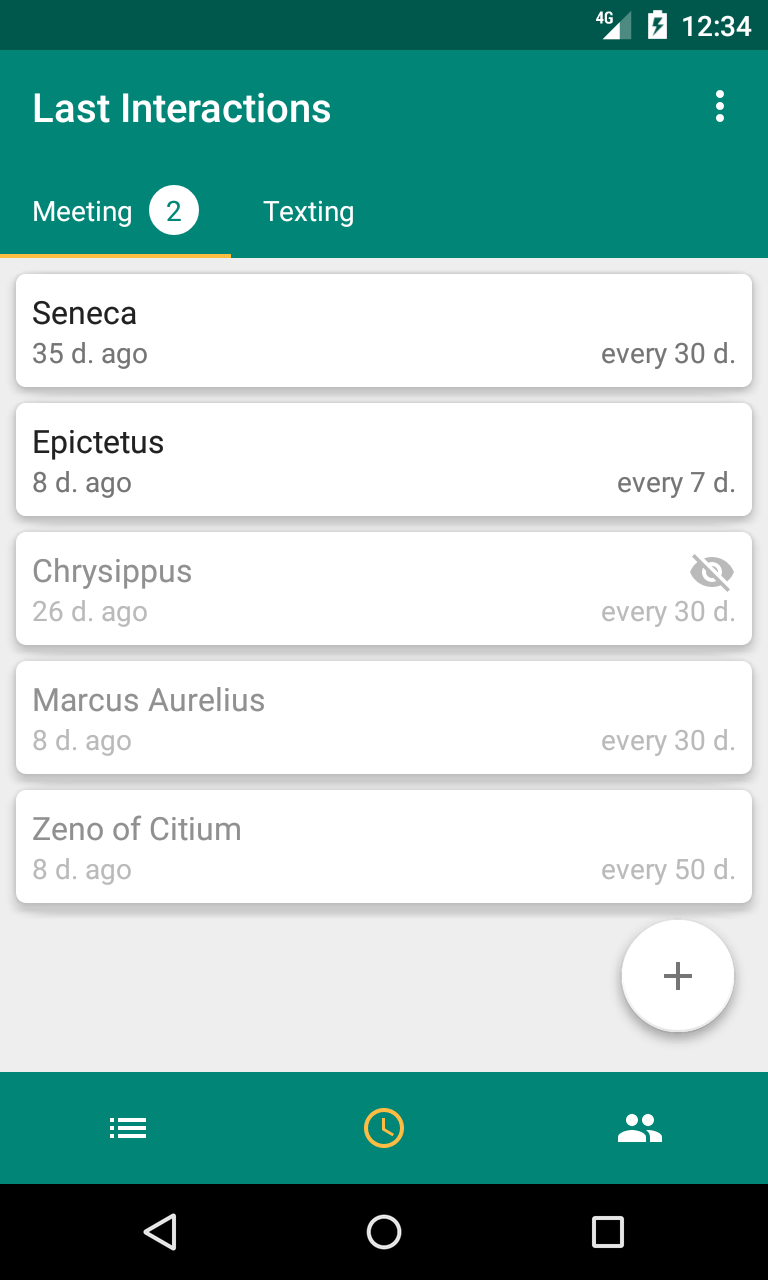 4G 12:34
Last Interactions
Meeting 2 Texting
Seneca
35 d. ago every 30 d.
Epictetus
8 d. ago every 7 d.
Chrysippus
26 d. ago every 30 d.
Marcus Aurelius
8 d. ago every 30 d.
Zeno of Citium
8 d. ago every 50 d.